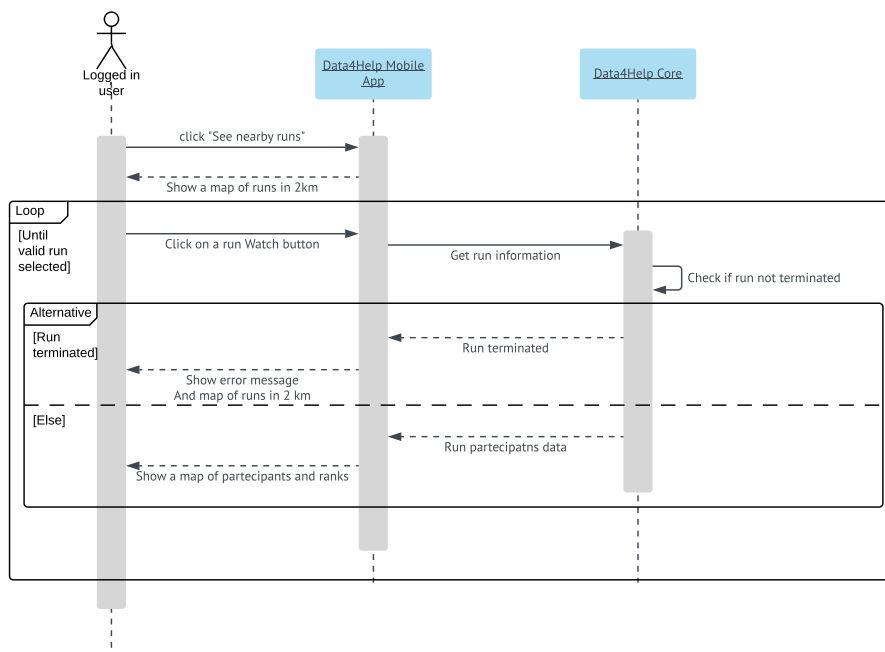 Logged in
user
Data4Help Mobile
App
Data4Help Core
click "See nearby runs"
Show a map of runs in 2km
Loop
[Until
valid run
selected]
Click on a run Watch button
Get run information
Check if run not terminated
Alternative
[Run
terminated]
Run terminated
Show error message
And map of runs in 2 km
[Else]
Run partecipatns data
Show a map of partecipants and ranks